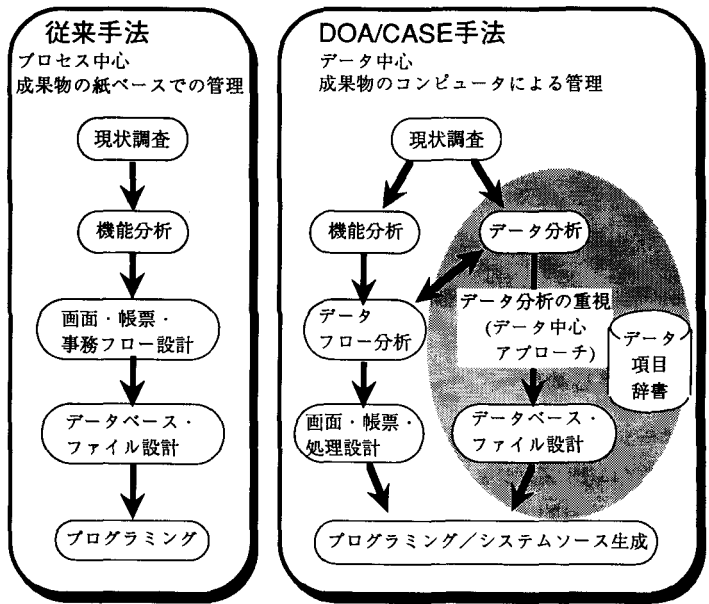 従来手法
プロセス中心
成果物の紙ベースでの管理
現状調査
機能分析
画面・帳票・
事務フロー設計
データベース・
ファイル設計
プログラミング
DOA/CASE手法
データ中心
成果物のコンピュータによる管理
現状調査
機能分析
データ分析
データ
フロー分析
データ分析の重視
(データ中心
アプローチ)
データ
項目
辞書
画面・帳票・
処理設計
データベース・
ファイル設計
プログラミング／システムソース生成